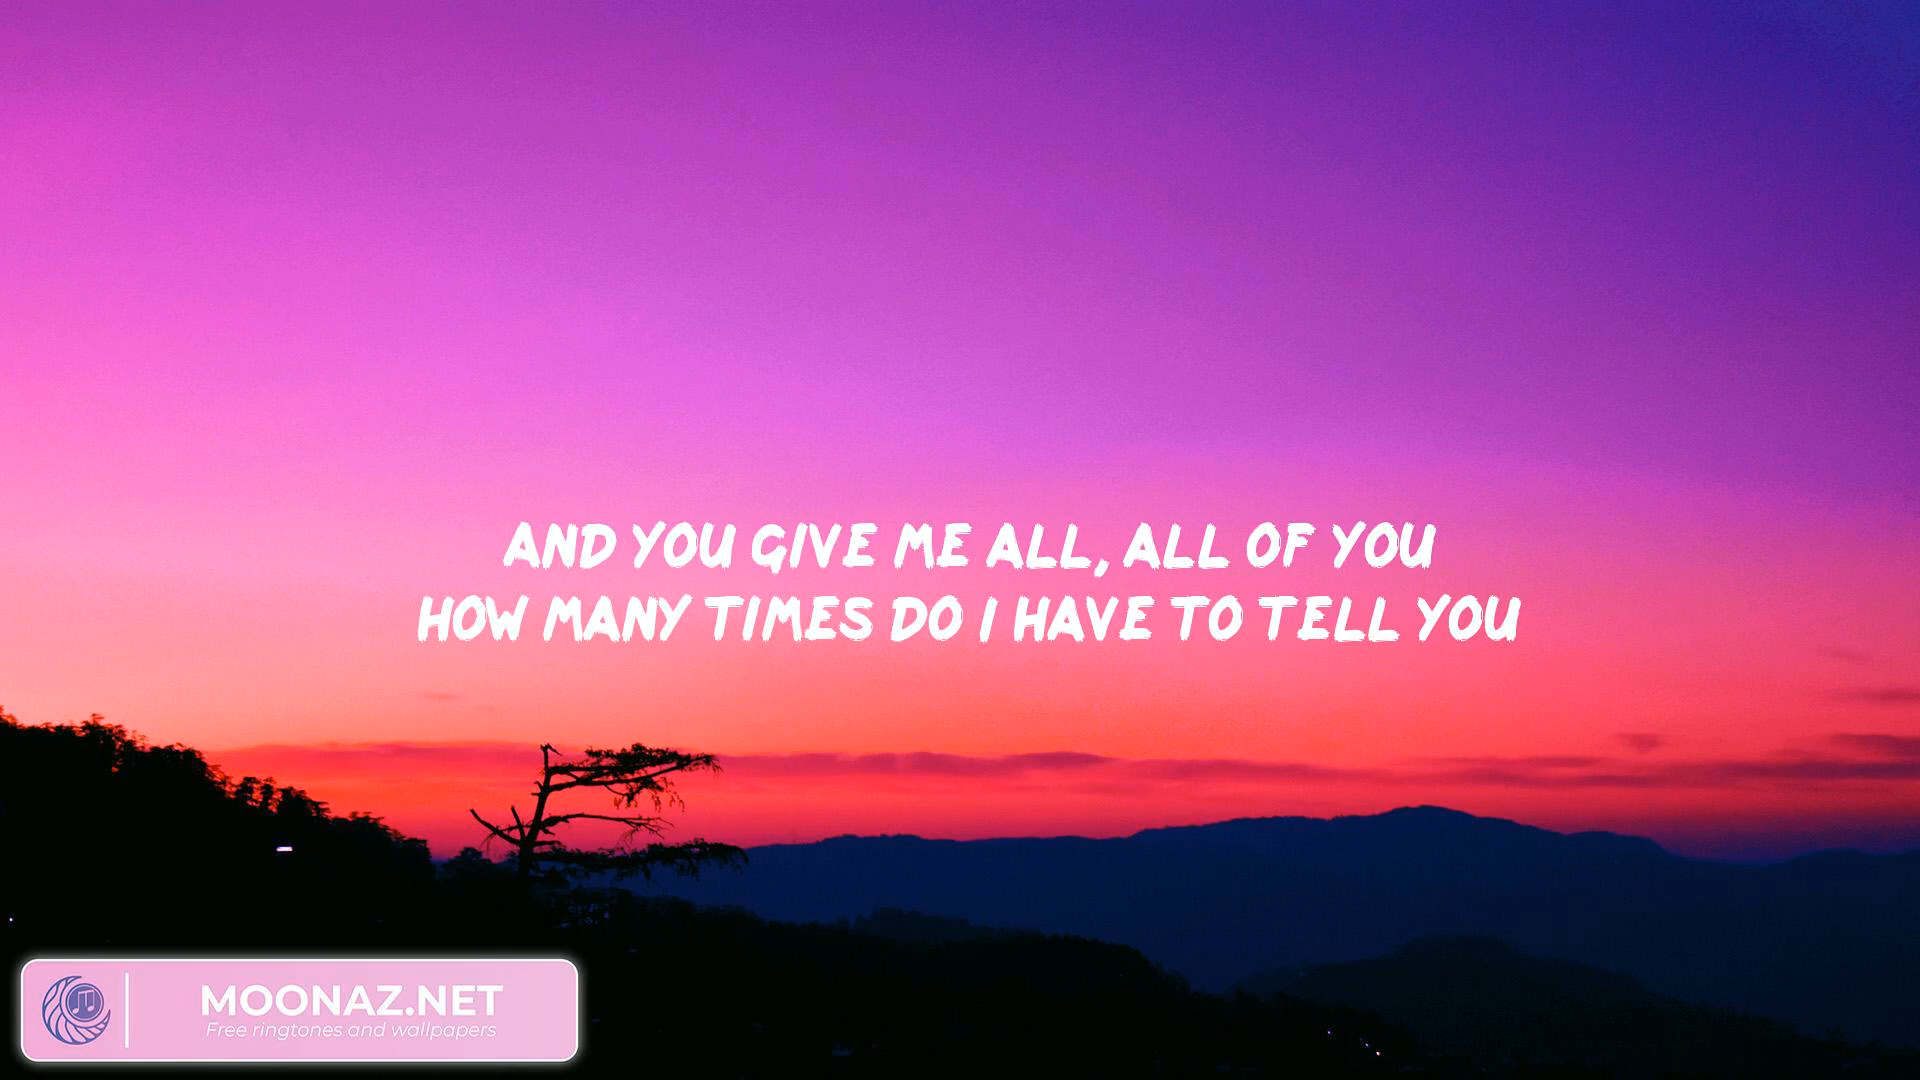 AND YOU GIVE ME ALL, ALL OF YOU
HOW MANY TIMES DO I HAVE TO TELL YOU
MOONAZ.NET
Free ringtones and wallpapers